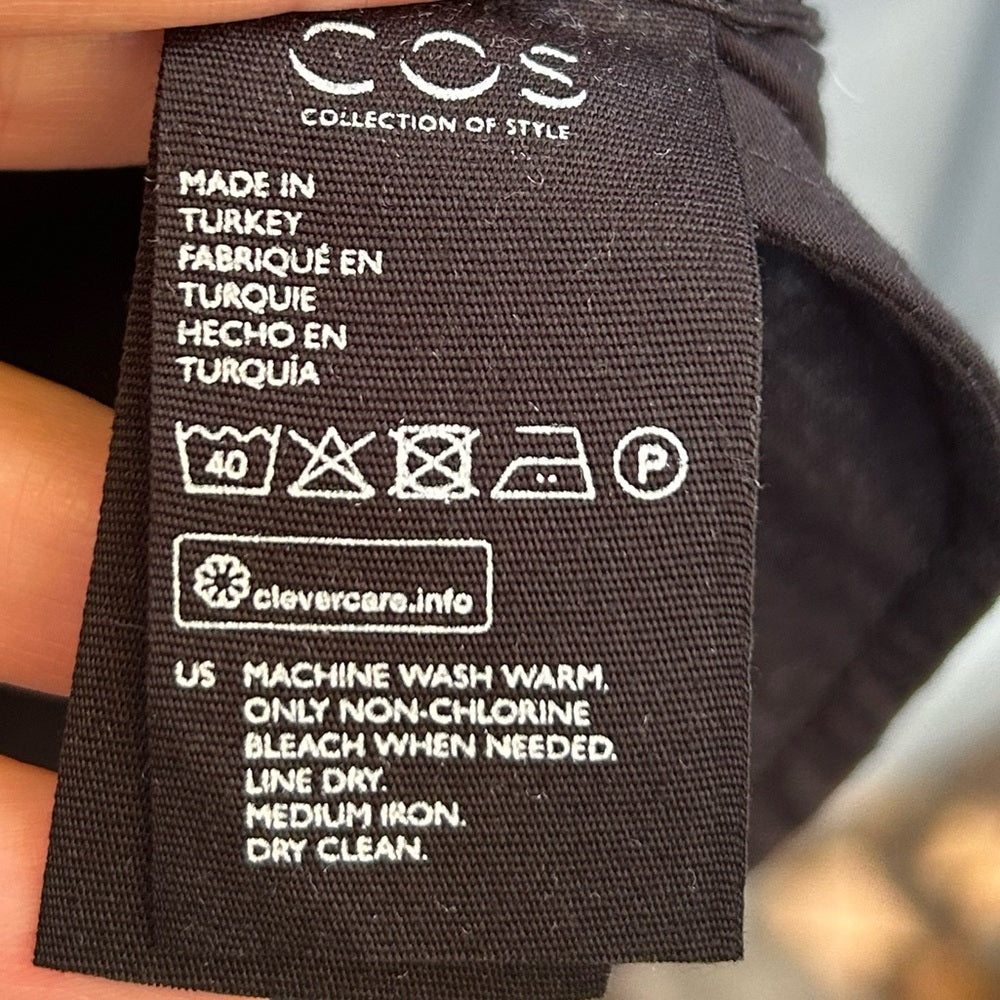 COS
COLLECTION OF STYLE
MADE IN
TURKEY
FABRIQUÉ EN
TURQUIE
HECHO EN
TURQUÍA
40
P
clevercare.info
US MACHINE WASH WARM.
ONLY NON-CHLORINE
BLEACH WHEN NEEDED.
LINE DRY.
MEDIUM IRON.
DRY CLEAN.